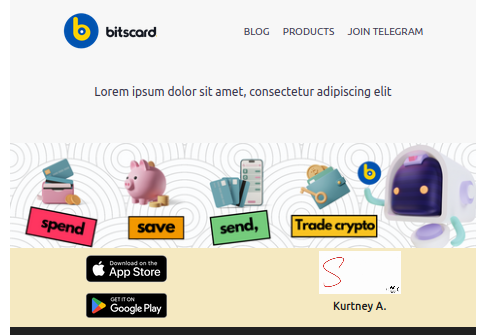 bitscard
BLOG PRODUCTS JOIN TELEGRAM
Lorem ipsum dolor sit amet, consectetur adipiscing elit
spend
save
send,
Trade crypto
Download on the
App Store
GET IT ON
Google Play
Kurtney A.